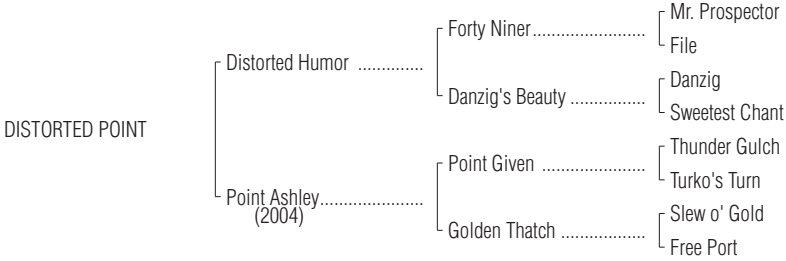 Mr. Prospector
Forty Niner........................
File
Distorted Humor ..............
Danzig
Danzig's Beauty ................
Sweetest Chant
DISTORTED POINT
Thunder Gulch
Point Given ......................
Turko's Turn
Point Ashley......................
(2004)
Slew o' Gold
Golden Thatch ..................
Free Port